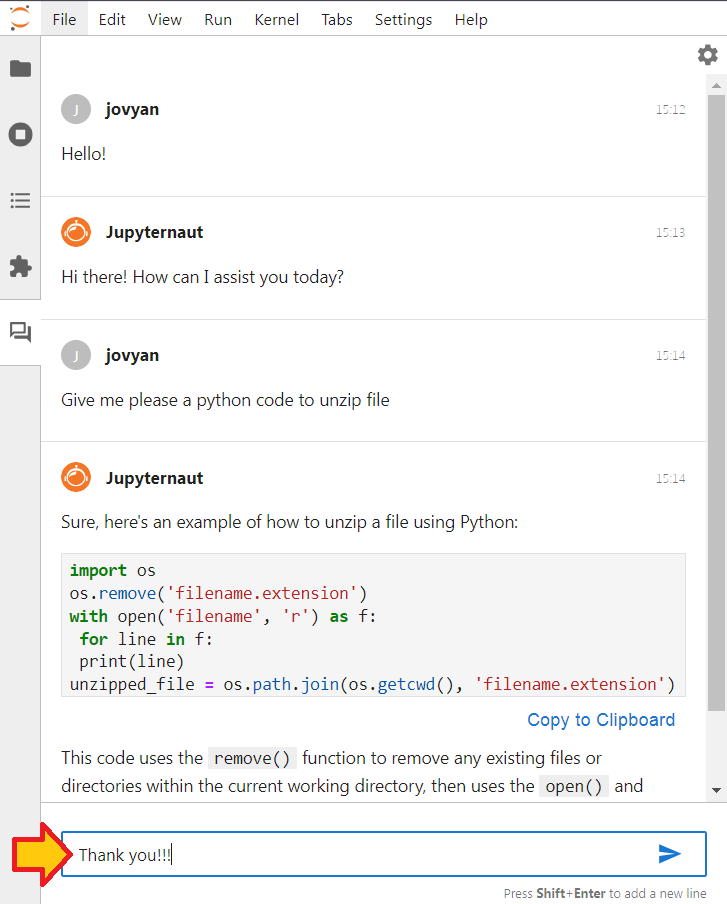 File Edit View Run Kernel Tabs Settings Help
J jovyan 15:12
Hello!
Jupyternaut 15:13
Hi there! How can I assist you today?
J jovyan 15:14
Give me please a python code to unzip file
Jupyternaut 15:14
Sure, here's an example of how to unzip a file using Python:
import os
os.remove('filename.extension')
with open('filename', 'r') as f:
 for line in f:
 print(line)
unzipped_file = os.path.join(os.getcwd(), 'filename.extension')
Copy to Clipboard
This code uses the remove() function to remove any existing files or
directories within the current working directory, then uses the open() and
Thank you!!!
Press Shift+Enter to add a new line